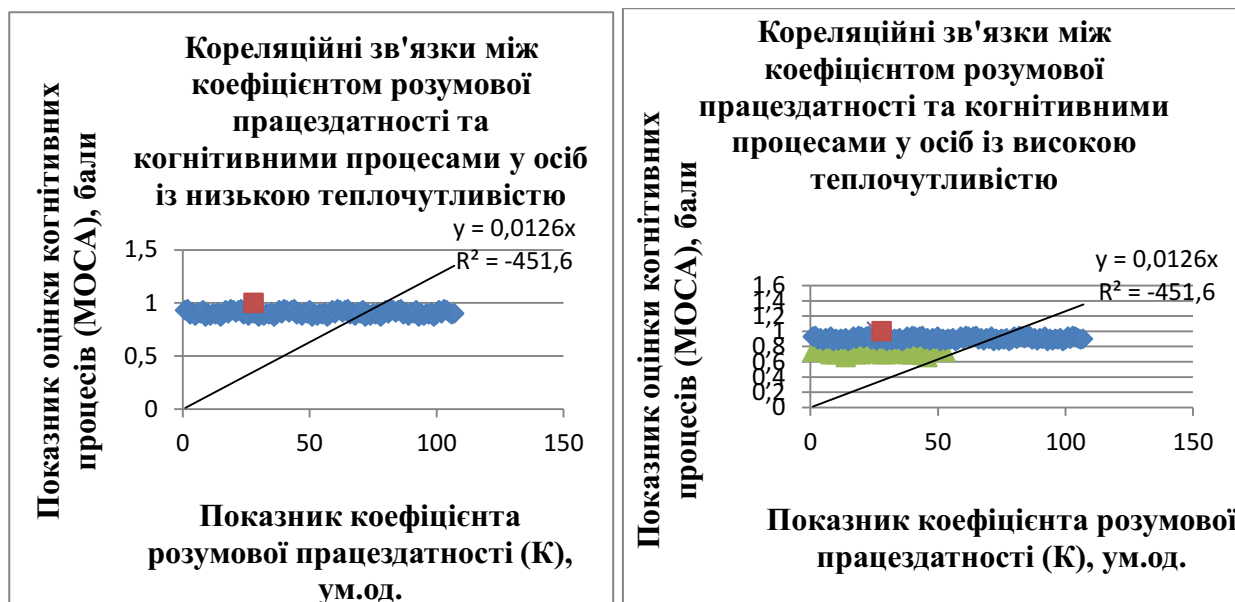 Кореляційні зв'язки між
коефіцієнтом розумової
працездатності та
когнітивними процесами у осіб
із низькою теплочутливістю
Показник оцінки когнітивних
процесів (МОСА), бали
y = 0,0126x
R² = -451,6
1,5
1
0,5
0
0
50
100
150
Показник коефіцієнта
розумової працездатності (К),
ум.од.
Кореляційні зв'язки між
коефіцієнтом розумової
працездатності та когнітивними
процесами у осіб із високою
теплочутливістю
Показник оцінки когнітивних
процесів (МОСА), бали
y = 0,0126x
R² = -451,6
1,6
1,4
1,2
1
0,8
0,6
0,4
0,2
0
0
50
100
150
Показник коефіцієнта розумової
працездатності (К), ум.од.